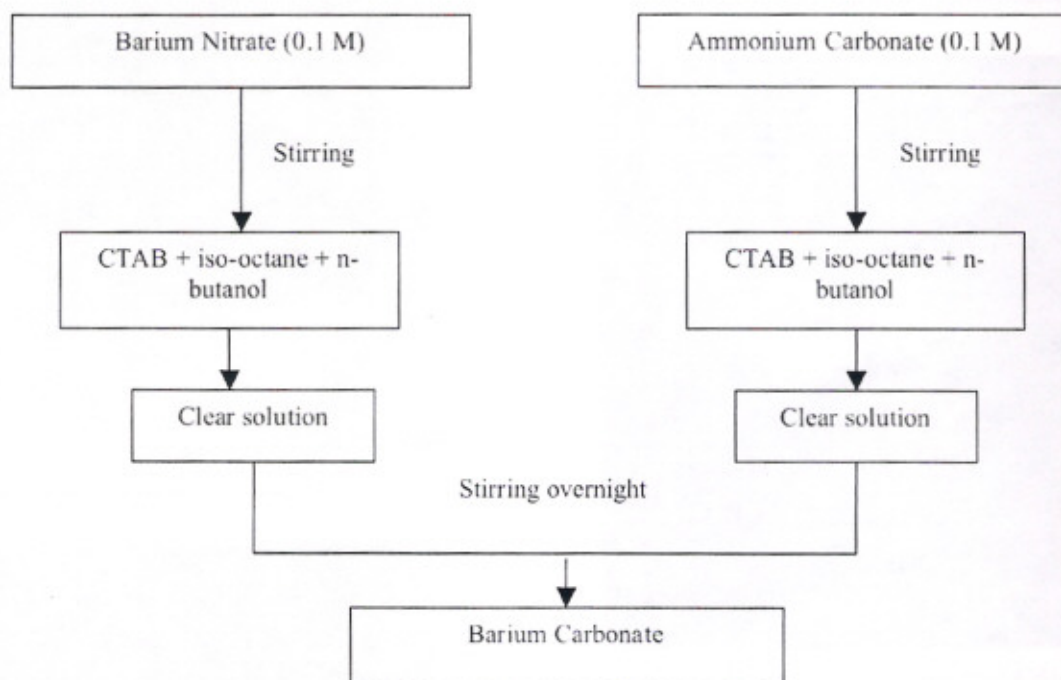 Barium Nitrate (0.1 M)
Ammonium Carbonate (0.1 M)
Stirring
Stirring
CTAB + iso-octane + n-
butanol
CTAB + iso-octane + n-
butanol
Clear solution
Clear solution
Stirring overnight
Barium Carbonate